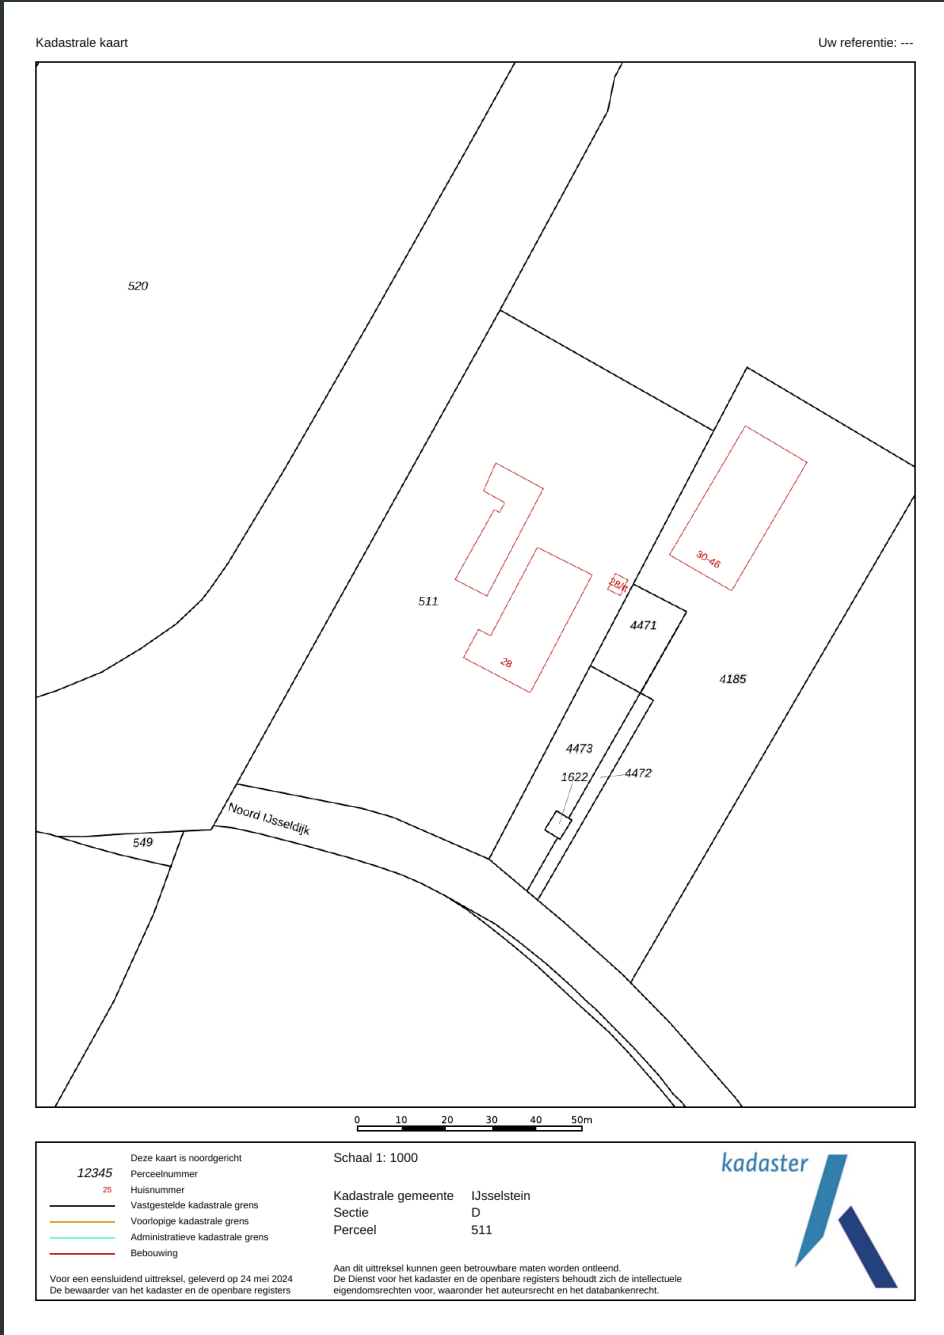 Kadastrale kaart
Uw referentie: ---
520
30-46
28/tr
511
4471
28
4185
4473
4472
1622
Noord IJsseldijk
549
0 10 20 30 40 50m
Deze kaart is noordgericht
12345 Perceelnummer
25 Huisnummer
Vastgestelde kadastrale grens
Voorlopige kadastrale grens
Administratieve kadastrale grens
Bebouwing
Voor een eensluidend uittreksel, geleverd op 24 mei 2024
De bewaarder van het kadaster en de openbare registers
Schaal 1: 1000
Kadastrale gemeente IJsselstein
Sectie D
Perceel 511
Aan dit uittreksel kunnen geen betrouwbare maten worden ontleend.
De Dienst voor het kadaster en de openbare registers behoudt zich de intellectuele
eigendomsrechten voor, waaronder het auteursrecht en het databankenrecht.
kadaster